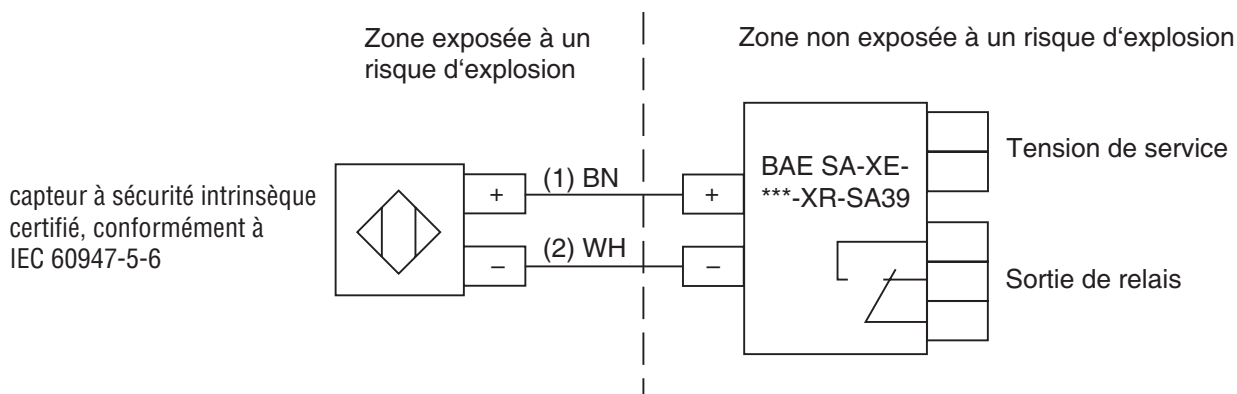 Zone exposée à un
risque d‘explosion
Zone non exposée à un risque d‘explosion
capteur à sécurité intrinsèque
certifié, conformément à
IEC 60947-5-6
+
(1) BN
+
–
(2) WH
–
BAE SA-XE-
***-XR-SA39
Tension de service
Sortie de relais